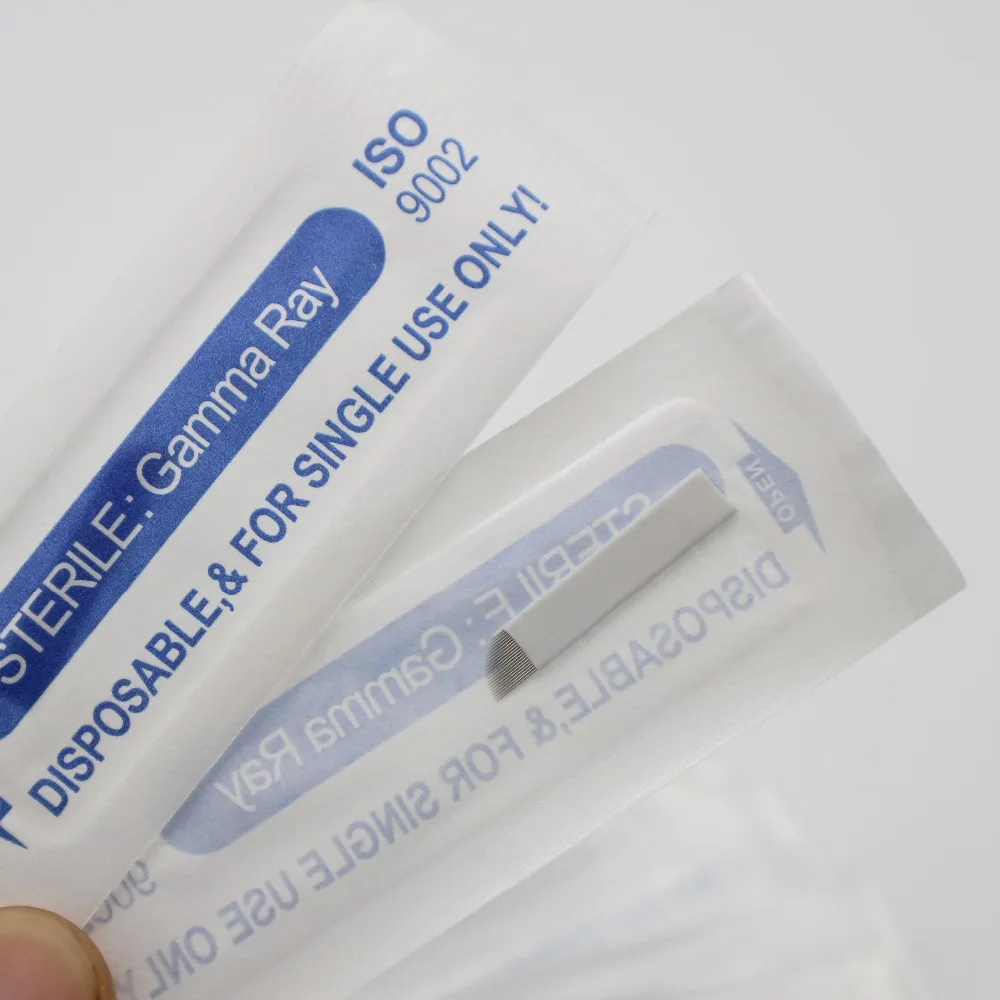 ISO
9002
STERILE: Gamma Ray
DISPOSABLE,& FOR SINGLE USE ONLY!
OPEN
STERILE: Gamma Ray
DISPOSABLE,& FOR SINGLE USE ONLY